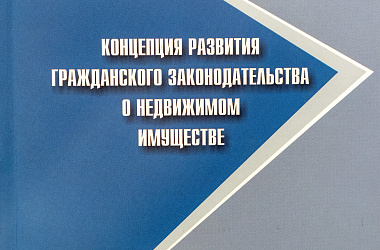 КОНЦЕПЦИЯ РАЗВИТИЯ
ГРАЖДАНСКОГО ЗАКОНОДАТЕЛЬСТВА
О НЕДВИЖИМОМ
ИМУЩЕСТВЕ